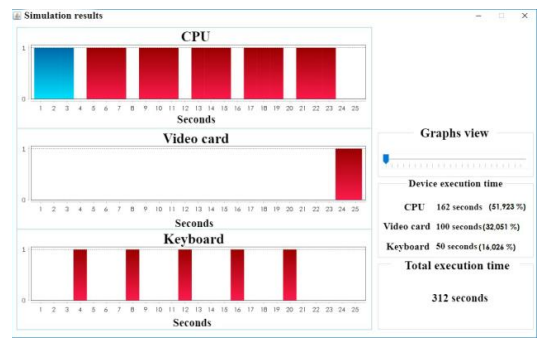 Simulation results
CPU
1
0
1 2 3 4 5 6 7 8 9 10 11 12 13 14 15 16 17 18 19 20 21 22 23 24 25
Seconds
Video card
1
0
1 2 3 4 5 6 7 8 9 10 11 12 13 14 15 16 17 18 19 20 21 22 23 24 25
Seconds
Keyboard
1
0
1 2 3 4 5 6 7 8 9 10 11 12 13 14 15 16 17 18 19 20 21 22 23 24 25
Seconds
Graphs view
Device execution time
CPU 162 seconds (51,923 %)
Video card 100 seconds (32,051 %)
Keyboard 50 seconds (16,026 %)
Total execution time
312 seconds